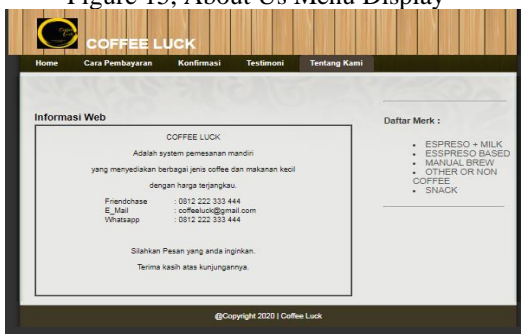 Figure 13, About Us Menu Display
COFFEE LUCK
Home Cara Pembayaran Konfirmasi Testimoni Tentang Kami
Informasi Web
COFFEE LUCK
Adalah system pemesanan mandiri
yang menyediakan berbagai jenis coffee dan makanan kecil
dengan harga terjangkau.
Friendchase : 0812 222 333 444
E_Mail : coffeeluck@gmail.com
Whatsapp : 0812 222 333 444
Silahkan Pesan yang anda inginkan.
Terima kasih atas kunjungannya.
Daftar Merk :
ESPRESO + MILK
ESSPRESO BASED
MANUAL BREW
OTHER OR NON
COFFEE
SNACK
@Copyright 2020 | Coffee Luck